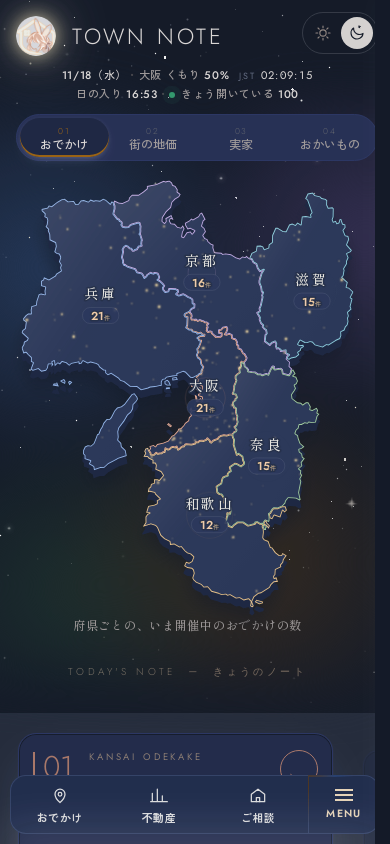 TOWN NOTE
11/18（水） · 大阪 くもり 50% JST 02:09:15
日の入り 16:53 · きょう開いている 100
01
おでかけ
02
街の地価
03
実家
04
おかいもの
京都
16件
滋賀
15件
兵庫
21件
大阪
21件
奈良
15件
和歌山
12件
府県ごとの、いま開催中のおでかけの数
TODAY'S NOTE — きょうのノート
01
KANSAI ODEKAKE
おでかけ
不動産
ご相談
MENU